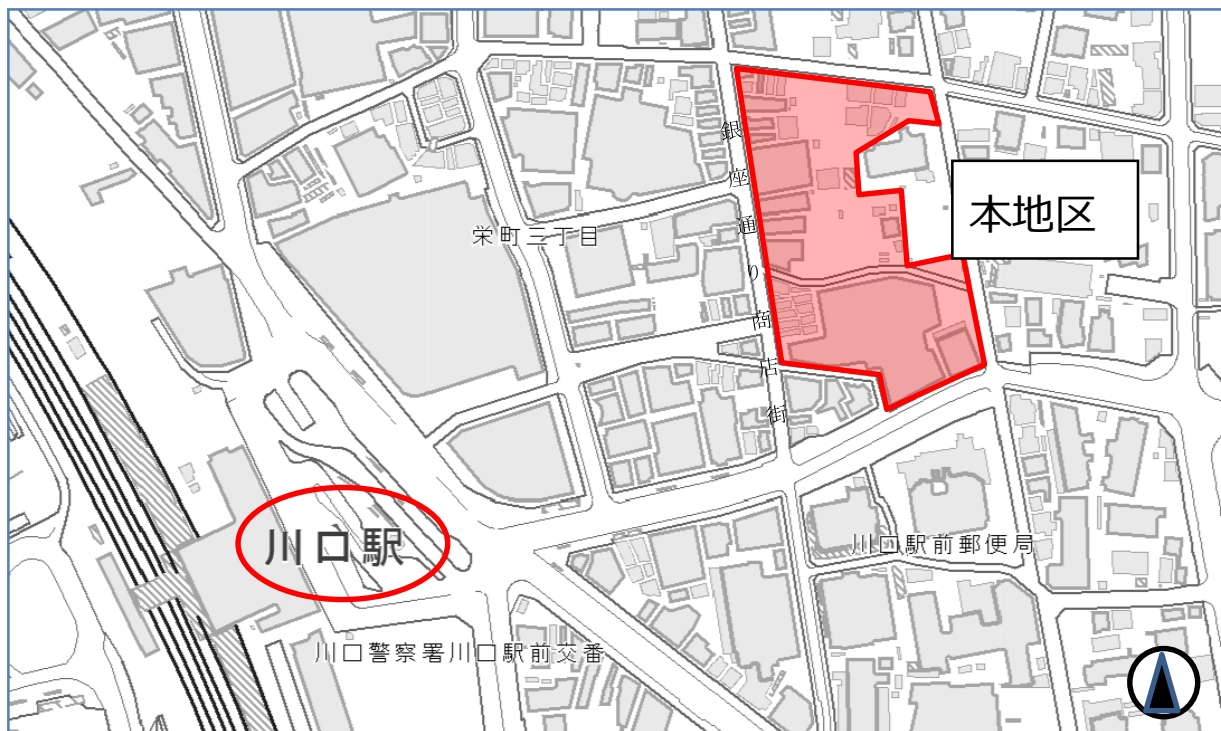 銀座通り商店街
本地区
栄町三丁目
川口駅
川口駅前郵便局
川口警察署川口駅前交番